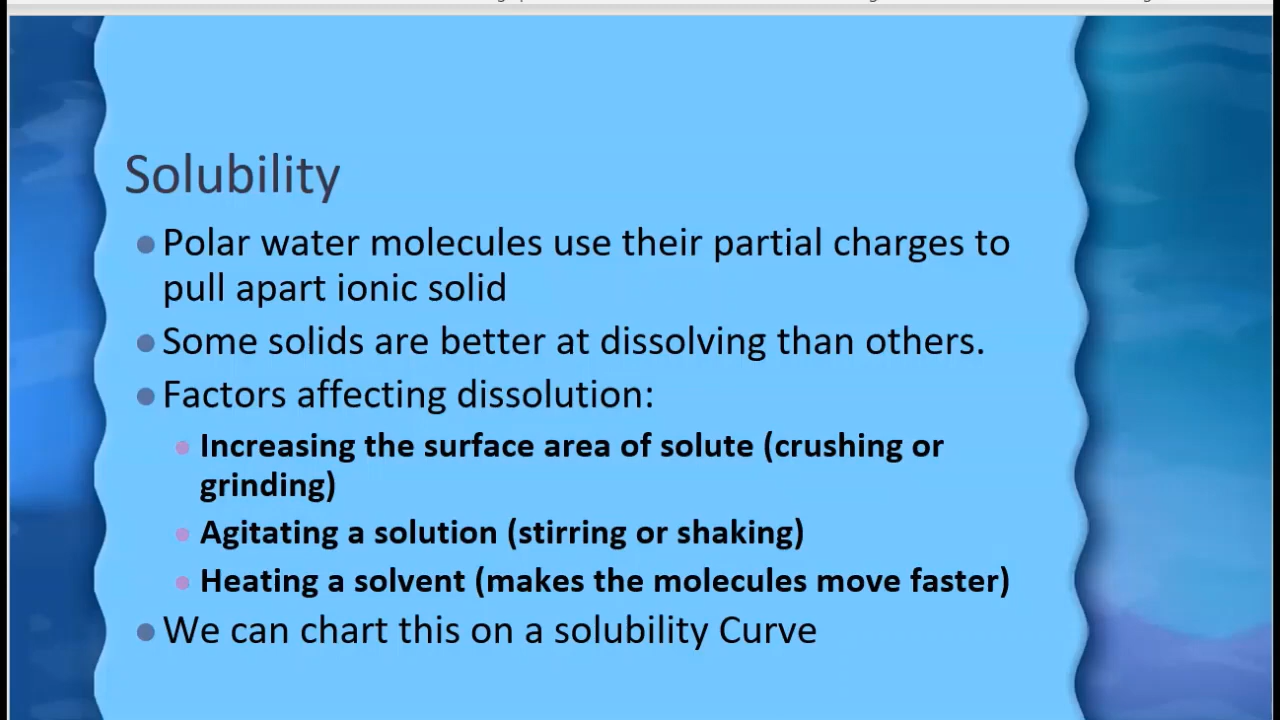 Solubility
Polar water molecules use their partial charges to
pull apart ionic solid
Some solids are better at dissolving than others.
Factors affecting dissolution:
Increasing the surface area of solute (crushing or
grinding)
Agitating a solution (stirring or shaking)
Heating a solvent (makes the molecules move faster)
We can chart this on a solubility Curve